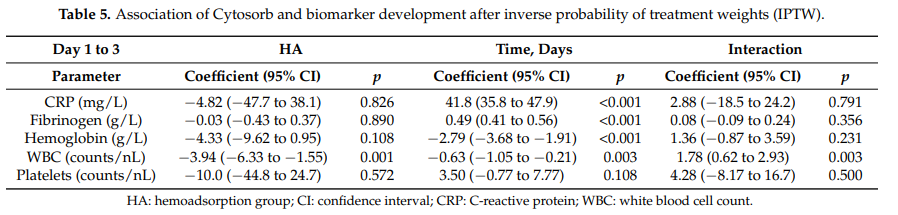 Table 5. Association of Cytosorb and biomarker development after inverse probability of treatment weights (IPTW).
Day 1 to 3 HA Time, Days Interaction
Parameter Coefficient (95% CI) p Coefficient (95% CI) p Coefficient (95% CI) p
CRP (mg/L) −4.82 (−47.7 to 38.1) 0.826 41.8 (35.8 to 47.9) <0.001 2.88 (−18.5 to 24.2) 0.791
Fibrinogen (g/L) −0.03 (−0.43 to 0.37) 0.890 0.49 (0.41 to 0.56) <0.001 0.08 (−0.09 to 0.24) 0.356
Hemoglobin (g/L) −4.33 (−9.62 to 0.95) 0.108 −2.79 (−3.68 to −1.91) <0.001 1.36 (−0.87 to 3.59) 0.231
WBC (counts/nL) −3.94 (−6.33 to −1.55) 0.001 −0.63 (−1.05 to −0.21) 0.003 1.78 (0.62 to 2.93) 0.003
Platelets (counts/nL) −10.0 (−44.8 to 24.7) 0.572 3.50 (−0.77 to 7.77) 0.108 4.28 (−8.17 to 16.7) 0.500
HA: hemoadsorption group; CI: confidence interval; CRP: C-reactive protein; WBC: white blood cell count.